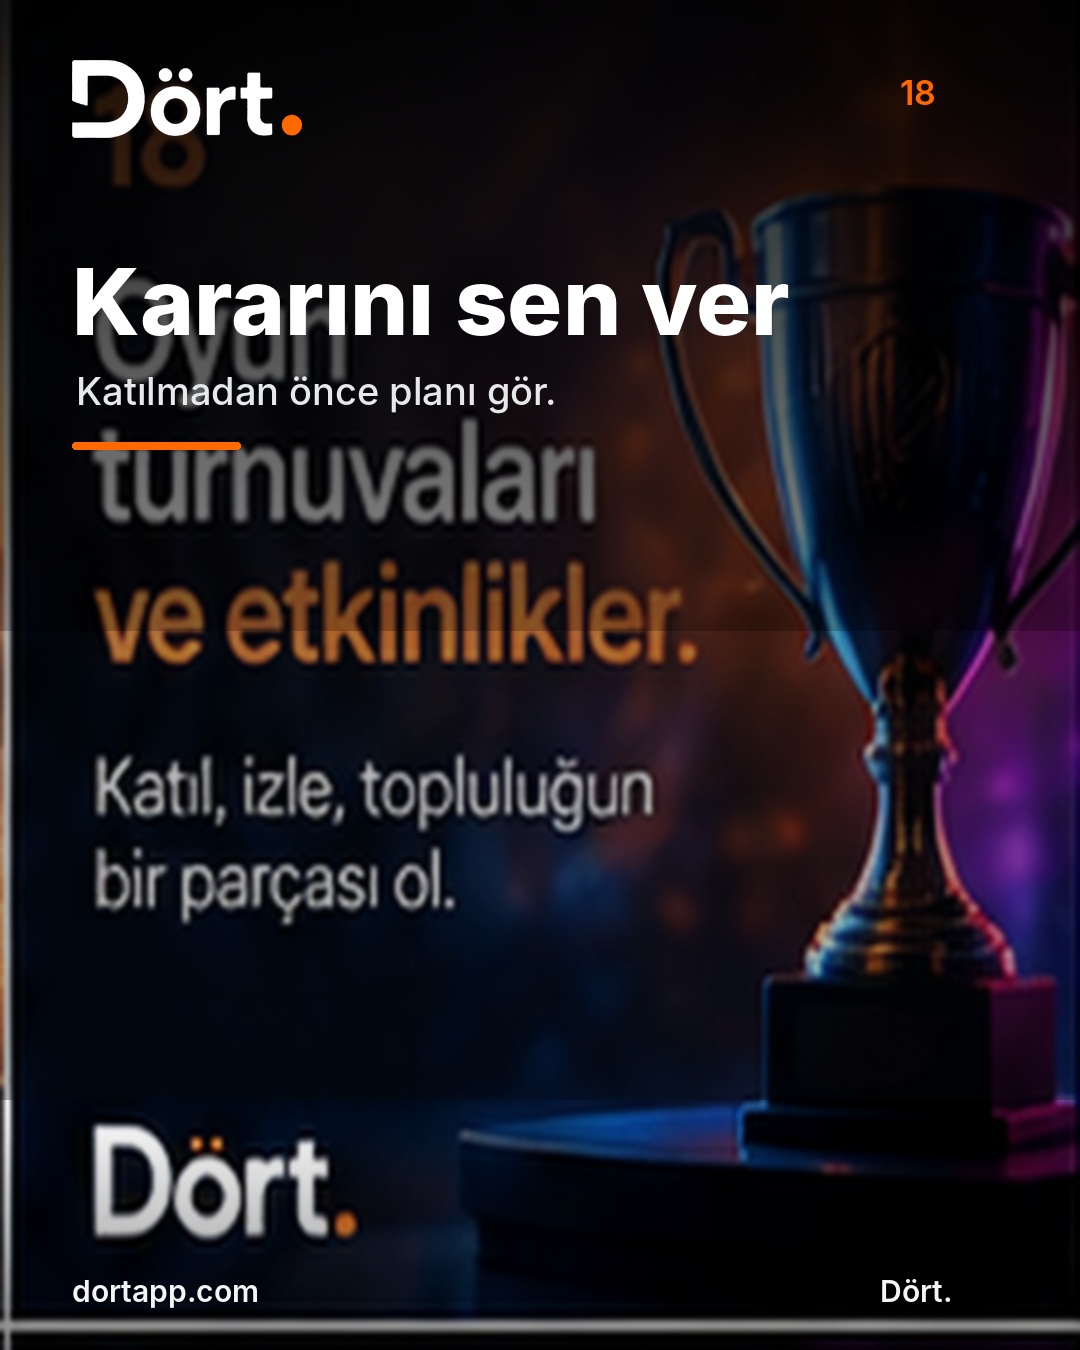 Dört.
18
18
Kararını sen ver
Oyun
Katılmadan önce planı gör.
turnuvaları
ve etkinlikler.
Katıl, izle, topluluğun
bir parçası ol.
Dört.
dortapp.com
Dört.